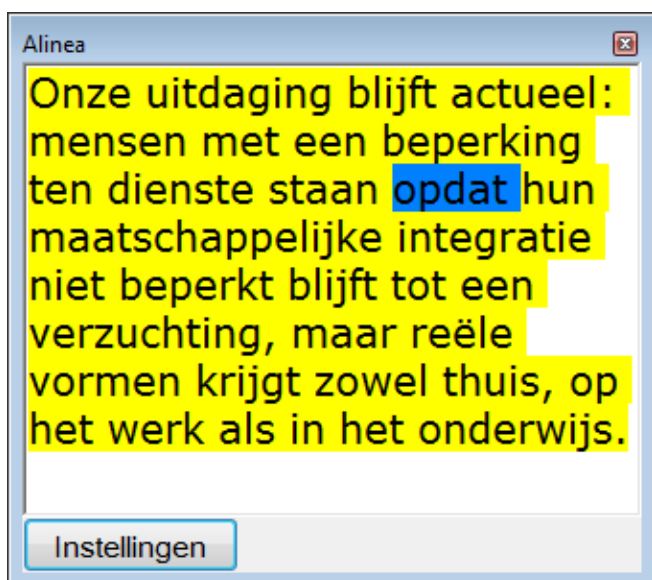 Alinea
Onze uitdaging blijft actueel:
mensen met een beperking
ten dienste staan opdat hun
maatschappelijke integratie
niet beperkt blijft tot een
verzuchting, maar reële
vormen krijgt zowel thuis, op
het werk als in het onderwijs.
Instellingen